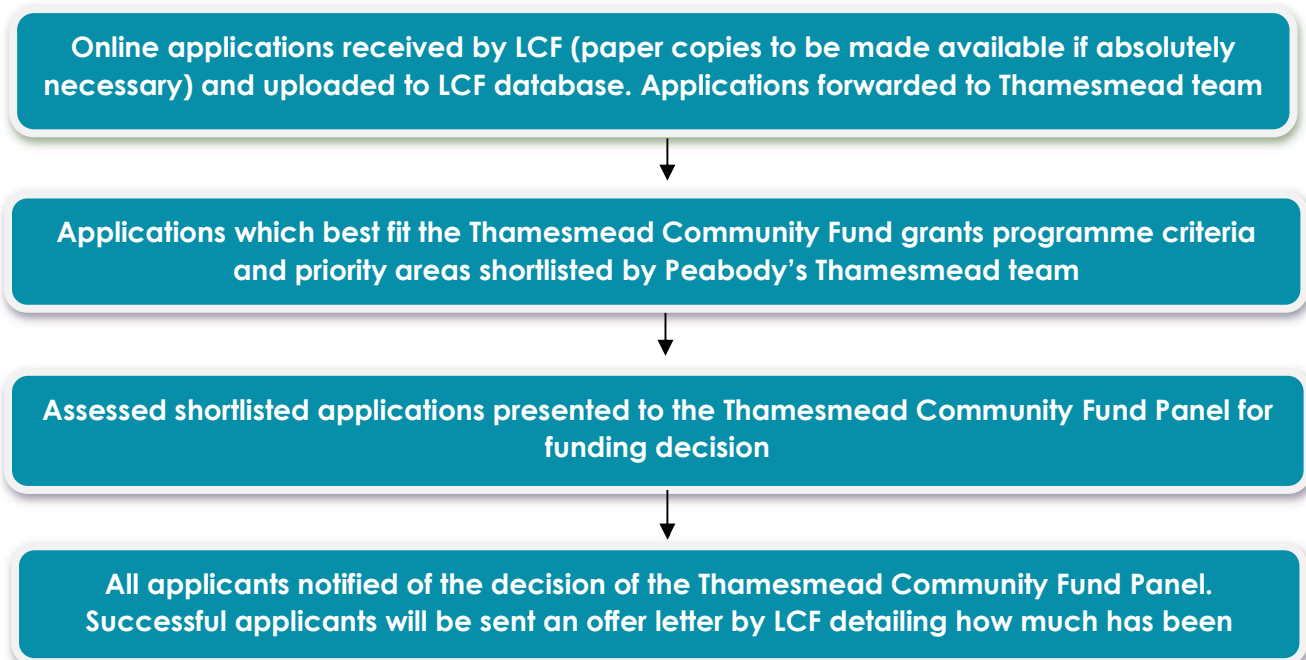 Online applications received by LCF (paper copies to be made available if absolutely
necessary) and uploaded to LCF database. Applications forwarded to Thamesmead team
Applications which best fit the Thamesmead Community Fund grants programme criteria
and priority areas shortlisted by Peabody’s Thamesmead team
Assessed shortlisted applications presented to the Thamesmead Community Fund Panel for
funding decision
All applicants notified of the decision of the Thamesmead Community Fund Panel.
Successful applicants will be sent an offer letter by LCF detailing how much has been